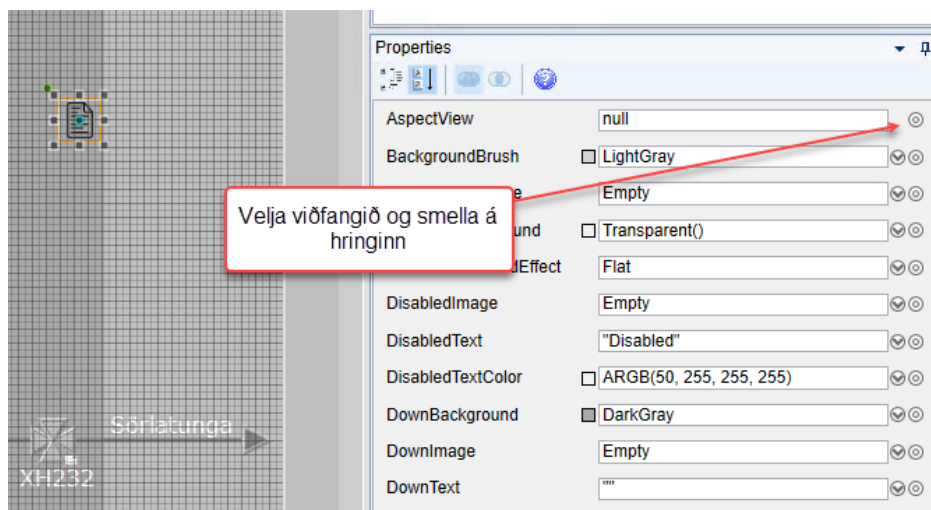 Properties
AspectView null
BackgroundBrush LightGray
Empty
Transparent()
Flat
Velja viðfangið og smella á
hringinn
DisabledImage Empty
DisabledText "Disabled"
DisabledTextColor ARGB(50, 255, 255, 255)
DownBackground DarkGray
DownImage Empty
DownText ""
Sörlatunga
XH232